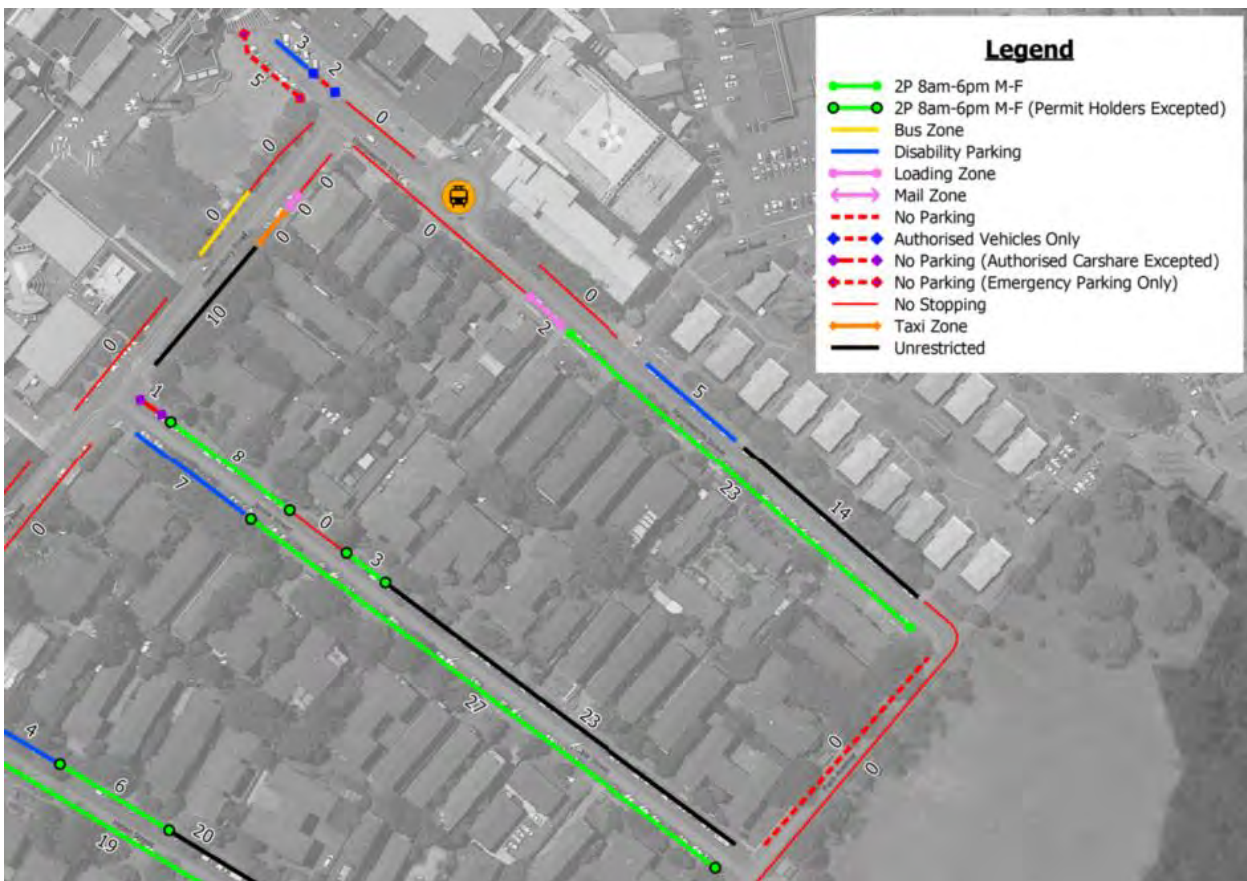 Legend
2P 8am-6pm M-F
2P 8am-6pm M-F (Permit Holders Excepted)
Bus Zone
Disability Parking
Loading Zone
Mail Zone
No Parking
Authorised Vehicles Only
No Parking (Authorised Carshare Excepted)
No Parking (Emergency Parking Only)
No Stopping
Taxi Zone
Unrestricted
3
2
5
0
0
0
0
0
0
0
0
2
10
0
5
1
23
8
14
7
0
0
3
27
23
0
0
4
6
20
19